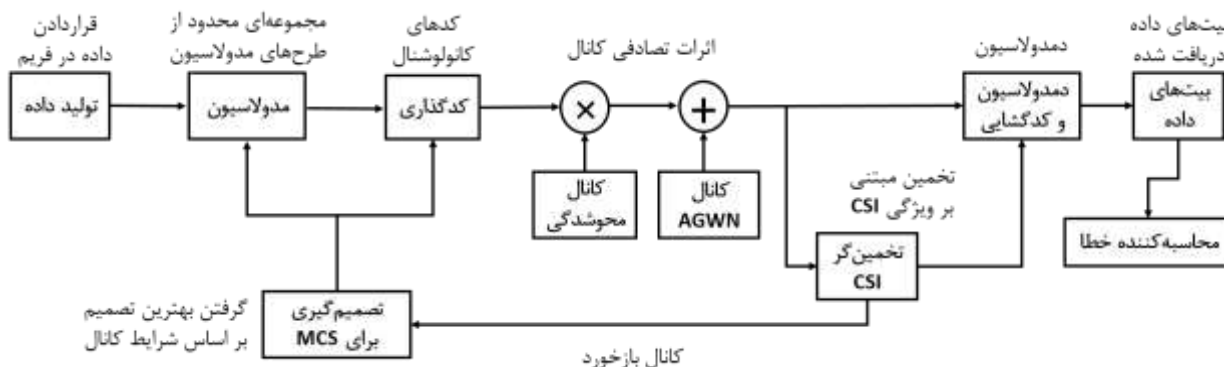 قراردادن
داده در فریم
تولید داده
مجموعه‌ای محدود از
طرح‌های مدولاسیون
مدولاسیون
کدهای
کانولوشنال
کدگذاری
اثرات تصادفی کانال
×
+
کانال
محوشدگی
کانال
AGWN
دمدولاسیون
دمدولاسیون
و کدگشایی
بیت‌های داده
دریافت شده
بیت‌های
داده
محاسبه‌کننده خطا
تخمین مبتنی
بر ویژگی CSI
تخمین‌گر
CSI
گرفتن بهترین تصمیم
بر اساس شرایط کانال
تصمیم‌گیری
برای MCS
کانال بازخورد